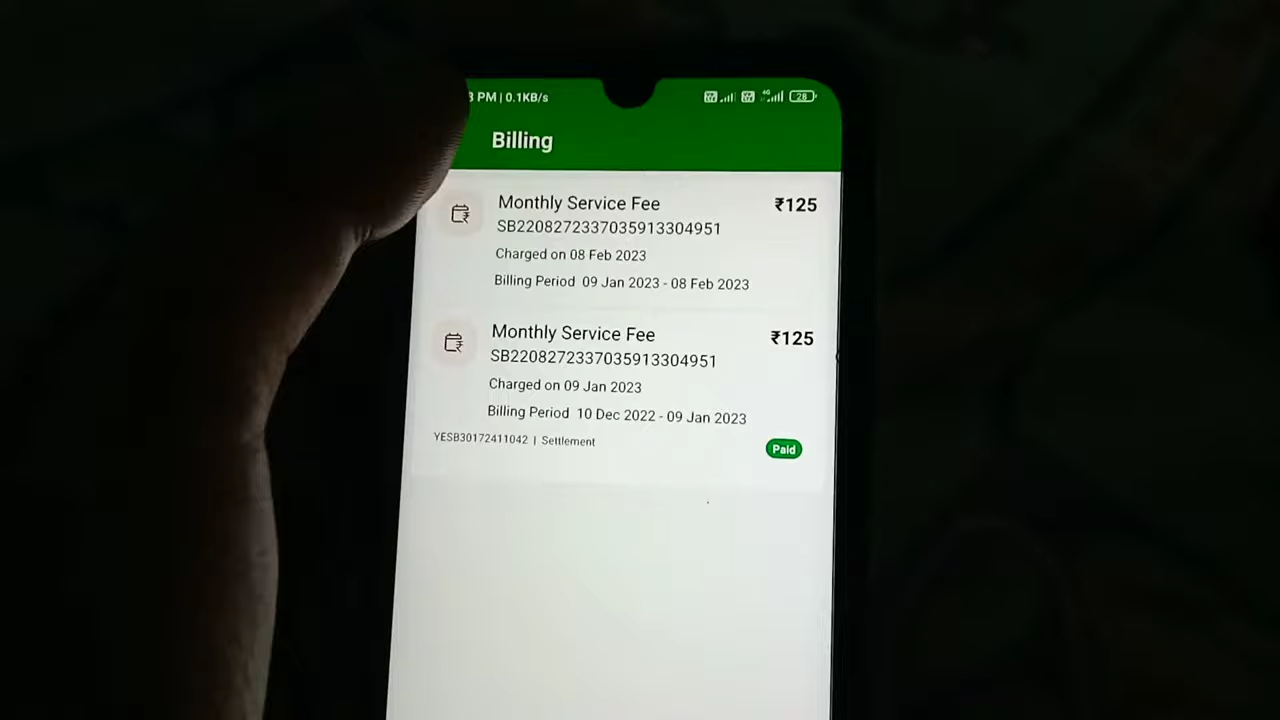 3 PM | 0.1KB/s 4G 28
Billing
Monthly Service Fee ₹125
SB2208272337035913304951
Charged on 08 Feb 2023
Billing Period 09 Jan 2023 - 08 Feb 2023
Monthly Service Fee ₹125
SB2208272337035913304951
Charged on 09 Jan 2023
Billing Period 10 Dec 2022 - 09 Jan 2023
YESB30172411042 | Settlement Paid